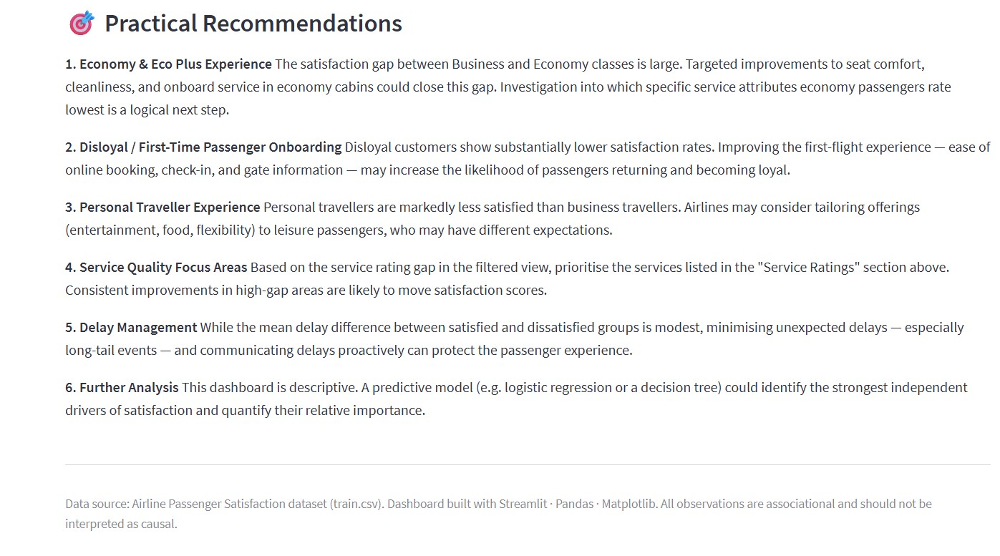 Practical Recommendations
1. Economy & Eco Plus Experience The satisfaction gap between Business and Economy classes is large. Targeted improvements to seat comfort,
cleanliness, and onboard service in economy cabins could close this gap. Investigation into which specific service attributes economy passengers rate
lowest is a logical next step.
2. Disloyal / First-Time Passenger Onboarding Disloyal customers show substantially lower satisfaction rates. Improving the first-flight experience — ease of
online booking, check-in, and gate information — may increase the likelihood of passengers returning and becoming loyal.
3. Personal Traveller Experience Personal travellers are markedly less satisfied than business travellers. Airlines may consider tailoring offerings
(entertainment, food, flexibility) to leisure passengers, who may have different expectations.
4. Service Quality Focus Areas Based on the service rating gap in the filtered view, prioritise the services listed in the "Service Ratings" section above.
Consistent improvements in high-gap areas are likely to move satisfaction scores.
5. Delay Management While the mean delay difference between satisfied and dissatisfied groups is modest, minimising unexpected delays — especially
long-tail events — and communicating delays proactively can protect the passenger experience.
6. Further Analysis This dashboard is descriptive. A predictive model (e.g. logistic regression or a decision tree) could identify the strongest independent
drivers of satisfaction and quantify their relative importance.
Data source: Airline Passenger Satisfaction dataset (train.csv). Dashboard built with Streamlit · Pandas · Matplotlib. All observations are associational and should not be
interpreted as causal.